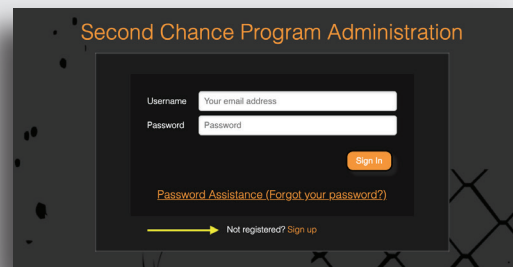 Second Chance Program Administration
Username Your email address
Password Password
Sign In
Password Assistance (Forgot your password?)
Not registered? Sign up